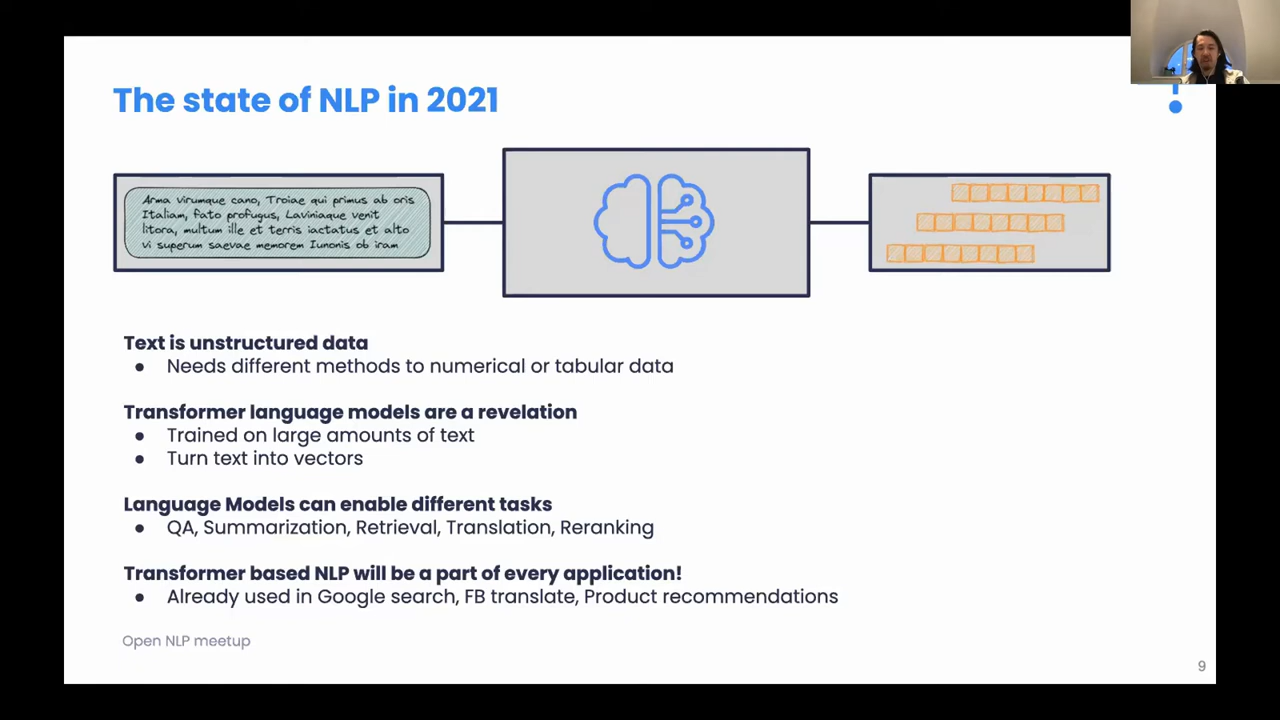 The state of NLP in 2021
Arma virumque cano, Troiae qui primus ab oris
Italiam, fato profugus, Laviniaque venit
litora, multum ille et terris iactatus et alto
vi superum saevae memorem Iunonis ob iram
Text is unstructured data
● Needs different methods to numerical or tabular data
Transformer language models are a revelation
● Trained on large amounts of text
● Turn text into vectors
Language Models can enable different tasks
● QA, Summarization, Retrieval, Translation, Reranking
Transformer based NLP will be a part of every application!
● Already used in Google search, FB translate, Product recommendations
Open NLP meetup
9